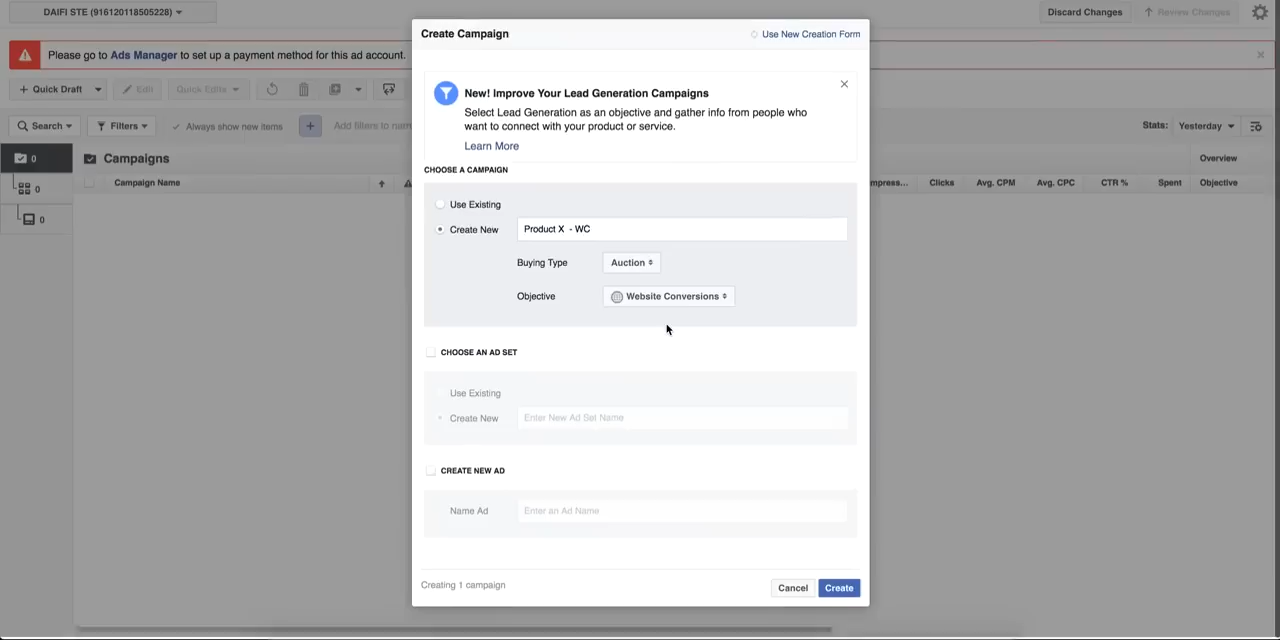 DAIFI STE (916120118505228)
Discard Changes
Review Changes
Please go to Ads Manager to set up a payment method for this ad account.
+ Quick Draft
Edit
Quick Edits
Search
Filters
Always show new items
+
Add filters to narr
Stats:
Yesterday
0
Campaigns
Overview
Campaign Name
mpress...
Clicks
Avg. CPM
Avg. CPC
CTR %
Spent
Objective
0
0
Create Campaign
Use New Creation Form
New! Improve Your Lead Generation Campaigns
Select Lead Generation as an objective and gather info from people who
want to connect with your product or service.
Learn More
CHOOSE A CAMPAIGN
Use Existing
Create New
Product X - WC
Buying Type
Auction
Objective
Website Conversions
CHOOSE AN AD SET
Use Existing
Create New
Enter New Ad Set Name
CREATE NEW AD
Name Ad
Enter an Ad Name
Creating 1 campaign
Cancel
Create